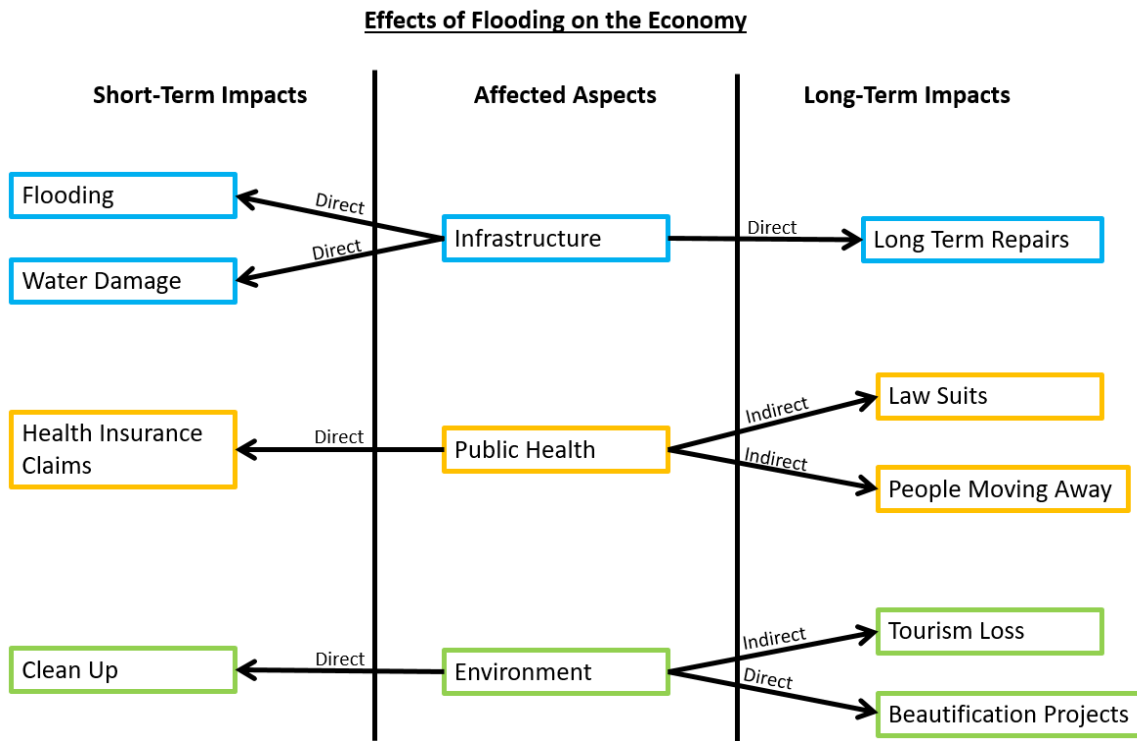 Effects of Flooding on the Economy
Short-Term Impacts
Affected Aspects
Long-Term Impacts
Flooding
Direct
Direct
Water Damage
Infrastructure
Direct
Long Term Repairs
Health Insurance
Claims
Direct
Public Health
Indirect
Indirect
Law Suits
People Moving Away
Clean Up
Direct
Environment
Indirect
Direct
Tourism Loss
Beautification Projects